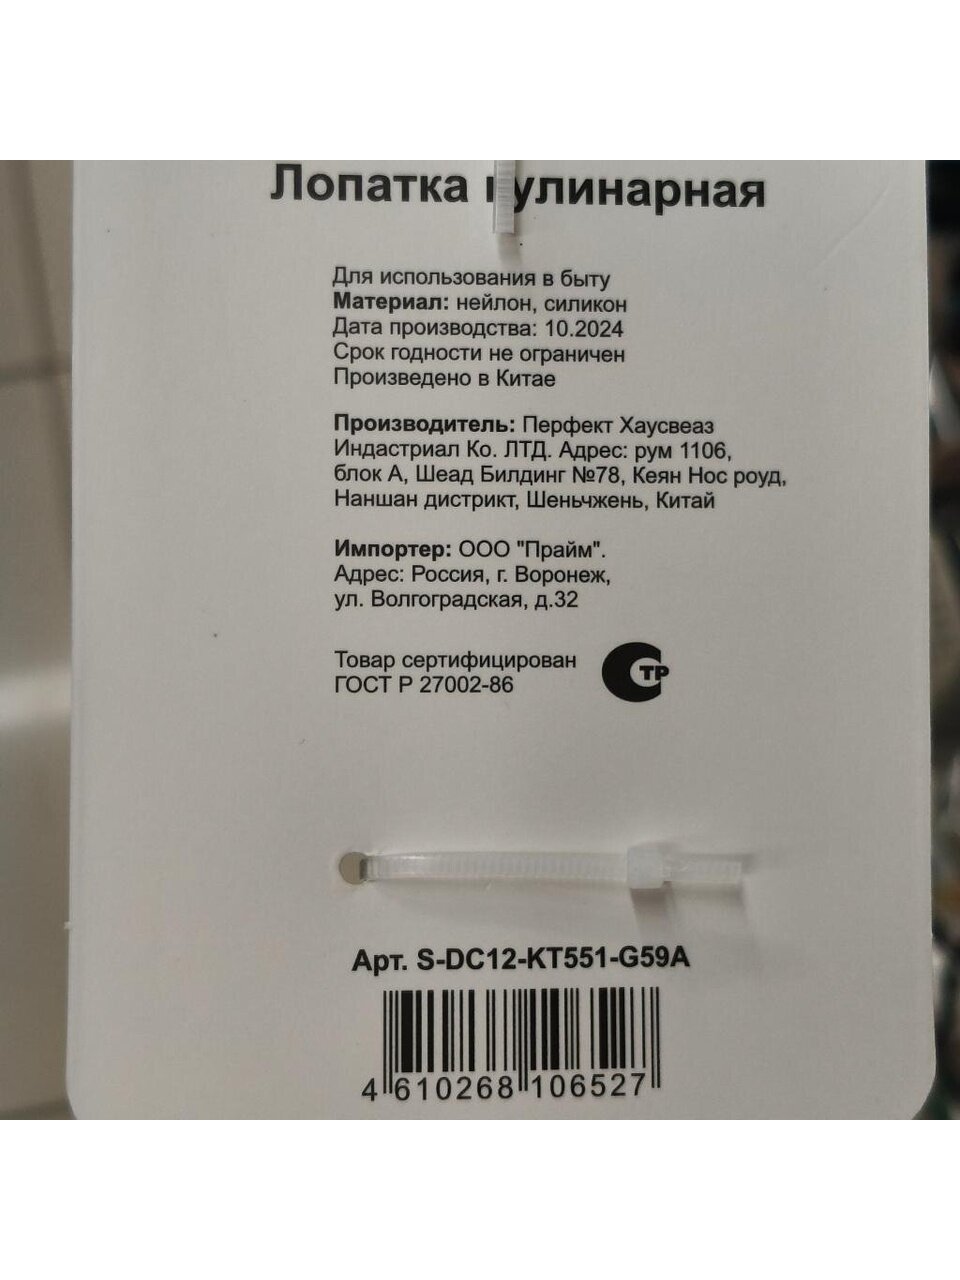 Лопатка кулинарная
Для использования в быту
Материал: нейлон, силикон
Дата производства: 10.2024
Срок годности не ограничен
Произведено в Китае
Производитель: Перфект Хаусвеаз
Индастриал Ко. ЛТД. Адрес: рум 1106,
блок А, Шеад Билдинг №78, Кеян Нос роуд,
Наншан дистрикт, Шеньчжень, Китай
Импортер: ООО "Прайм".
Адрес: Россия, г. Воронеж,
ул. Волгоградская, д.32
Товар сертифицирован
ГОСТ Р 27002-86
СТР
Арт. S-DC12-KT551-G59A
4 610268 106527